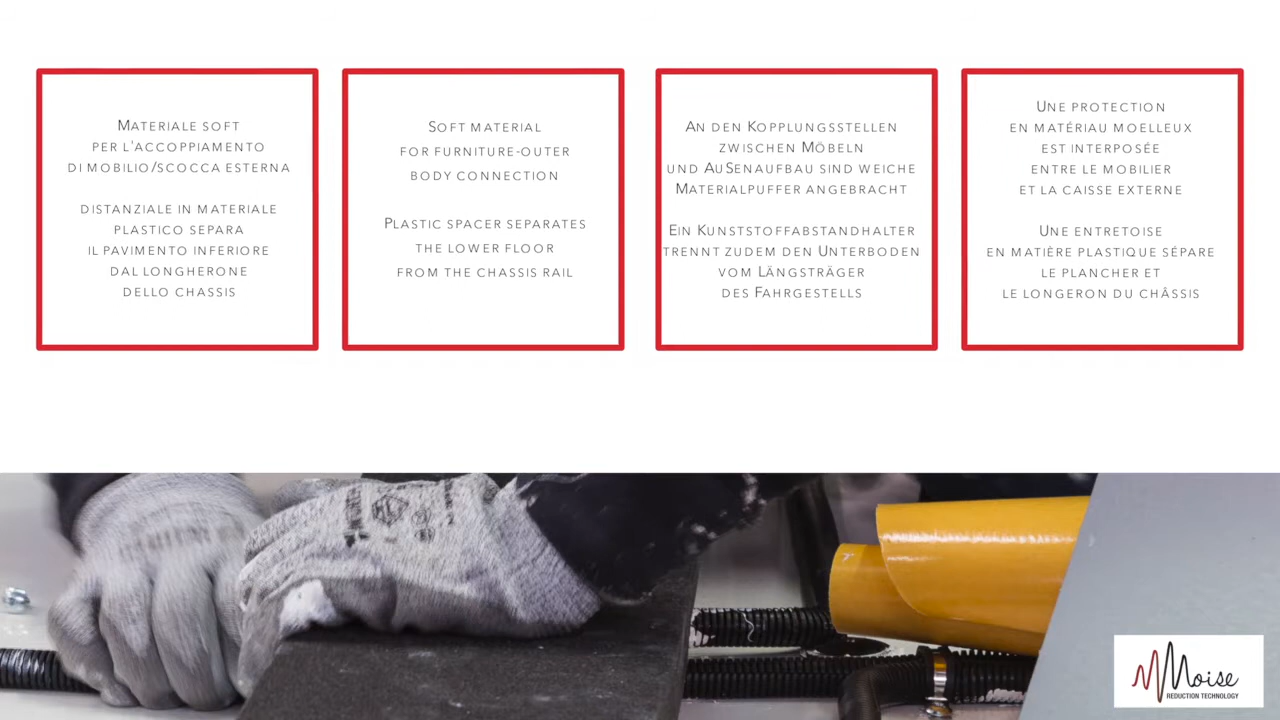 Materiale soft
per l'accoppiamento
di mobilio/scocca esterna
distanziale in materiale
plastico separa
il pavimento inferiore
dal longherone
dello chassis
Soft material
for furniture-outer
body connection
Plastic spacer separates
the lower floor
from the chassis rail
An den Kopplungsstellen
zwischen Möbeln
und AuSenaufbau sind weiche
Materialpuffer angebracht
Ein Kunststoffabstandhalter
trennt zudem den Unterboden
vom Längsträger
des Fahrgestells
Une protection
en matériau moelleux
est interposée
entre le mobilier
et la caisse externe
Une entretoise
en matière plastique sépare
le plancher et
le longeron du châssis
Noise
REDUCTION TECHNOLOGY